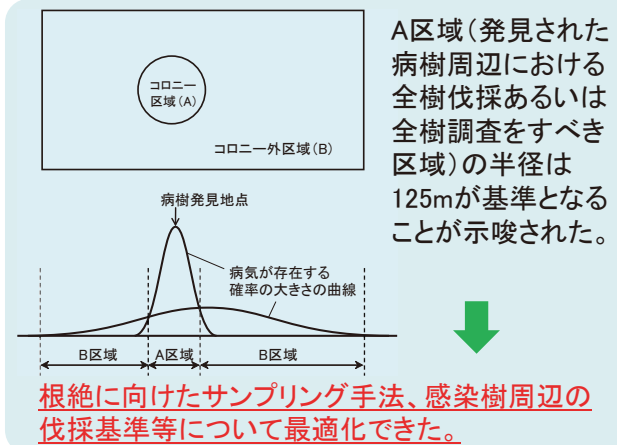 コロニー
区域(A)
コロニー外区域(B)
A区域(発見された
病樹周辺における
全樹伐採あるいは
全樹調査をすべき
区域)の半径は
125mが基準となる
ことが示唆された。
病樹発見地点
病気が存在する
確率の大きさの曲線
B区域
A区域
B区域
根絶に向けたサンプリング手法、感染樹周辺の
伐採基準等について最適化できた。